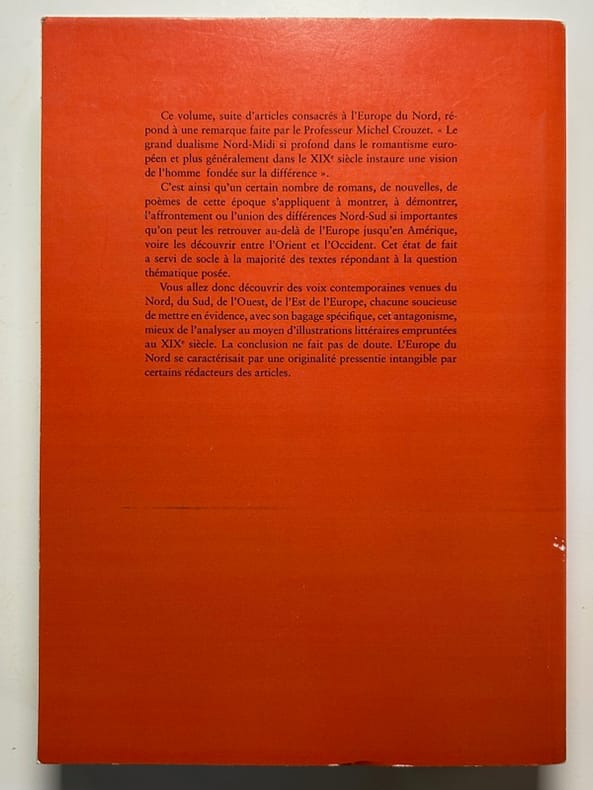 Ce volume, suite d'articles consacrés à l'Europe du Nord, ré-
pond à une remarque faite par le Professeur Michel Crouzet. « Le
grand dualisme Nord-Midi si profond dans le romantisme euro-
péen et plus généralement dans le XIXᵉ siècle instaure une vision
de l'homme fondée sur la différence ».
C'est ainsi qu'un certain nombre de romans, de nouvelles, de
poèmes de cette époque s'appliquent à montrer, à démontrer,
l'affrontement ou l'union des différences Nord-Sud si importantes
qu'on peut les retrouver au-delà de l'Europe jusqu'en Amérique,
voire les découvrir entre l'Orient et l'Occident. Cet état de fait
a servi de socle à la majorité des textes répondant à la question
thématique posée.
Vous allez donc découvrir des voix contemporaines venues du
Nord, du Sud, de l'Ouest, de l'Est de l'Europe, chacune soucieuse
de mettre en évidence, avec son bagage spécifique, cet antagonisme,
mieux de l'analyser au moyen d'illustrations littéraires empruntées
au XIXᵉ siècle. La conclusion ne fait pas de doute. L'Europe du
Nord se caractérisait par une originalité pressentie intangible par
certains rédacteurs des articles.